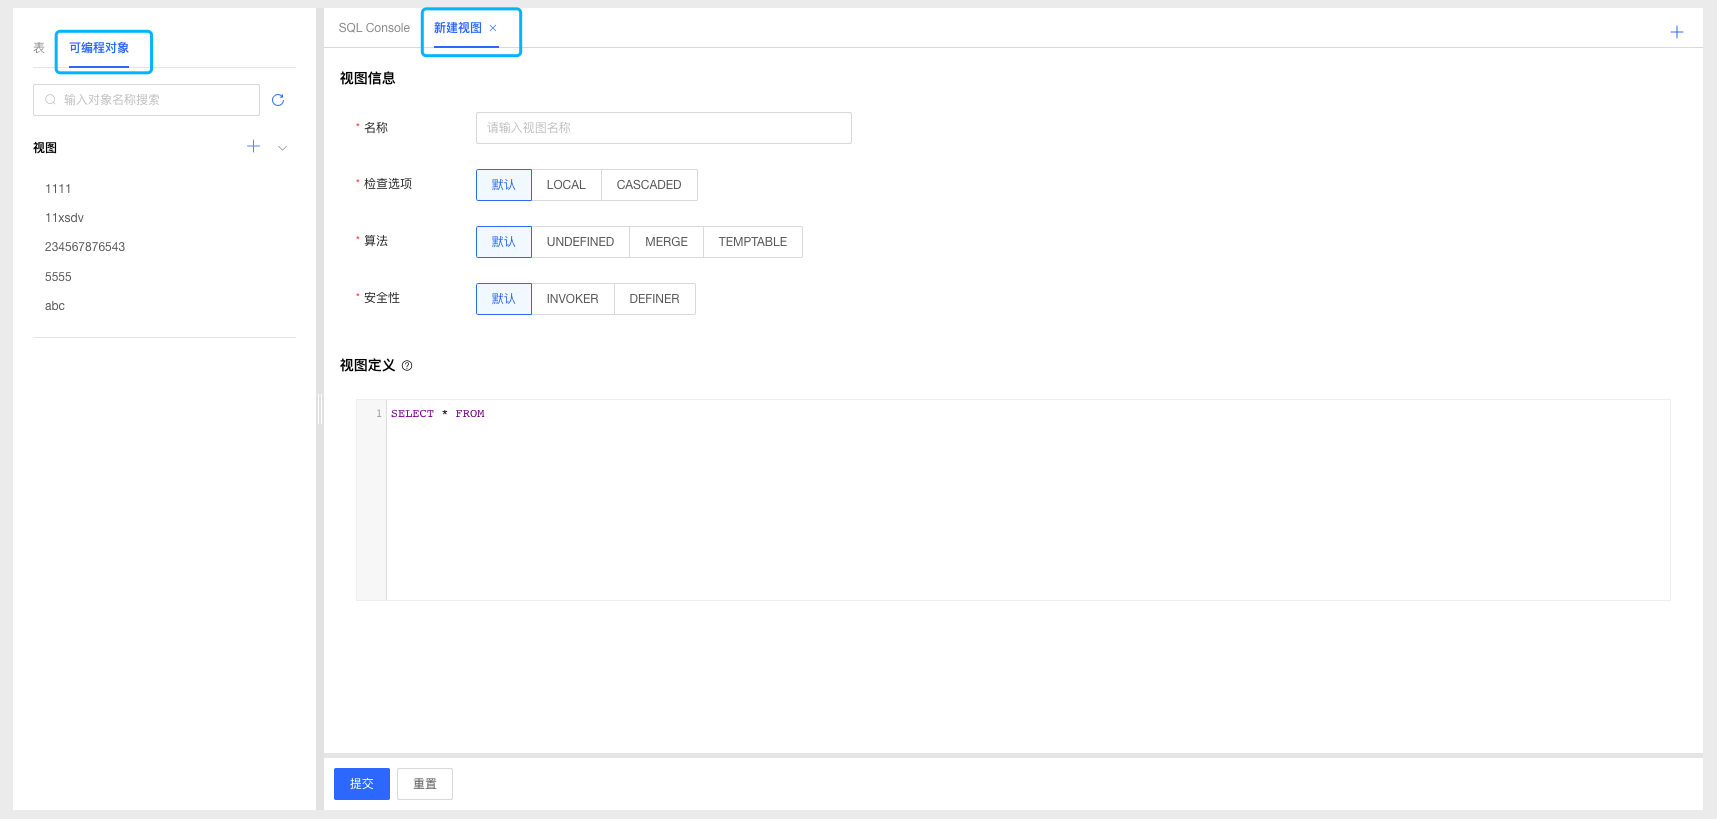 表 可编程对象
输入对象名称搜索
视图
1111
11xsdv
234567876543
5555
abc
SQL Console 新建视图
视图信息
* 名称 请输入视图名称
* 检查选项 默认 LOCAL CASCADED
* 算法 默认 UNDEFINED MERGE TEMPTABLE
* 安全性 默认 INVOKER DEFINER
视图定义
1 SELECT * FROM
提交 重置